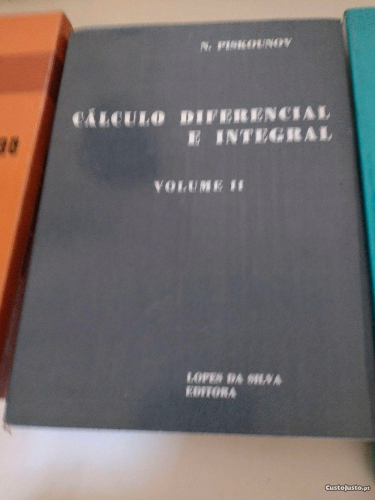 N. PISKOUNOV
CÁLCULO DIFERENCIAL
E INTEGRAL
VOLUME II
LOPES DA SILVA
EDITORA
CustoJusto.pt